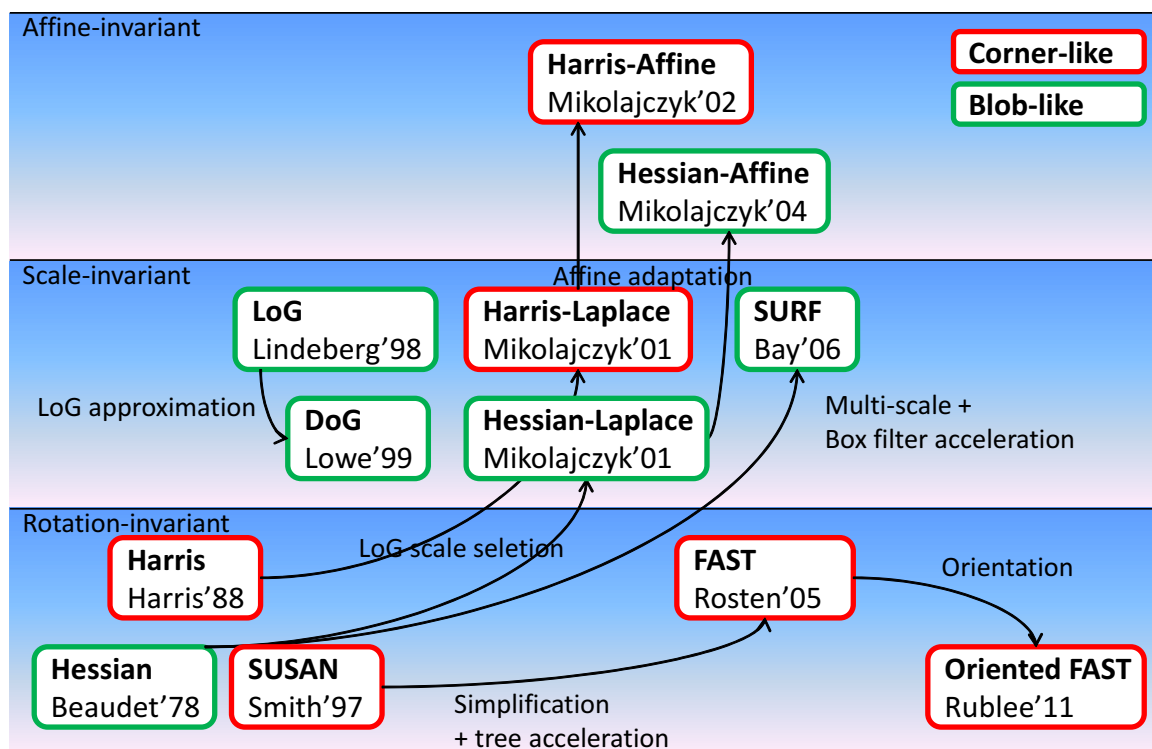 Affine-invariant
Harris-Affine
Mikolajczyk’02
Corner-like
Blob-like
Hessian-Affine
Mikolajczyk’04
Scale-invariant
Affine adaptation
LoG
Lindeberg’98
Harris-Laplace
Mikolajczyk’01
SURF
Bay’06
LoG approximation
DoG
Lowe’99
Hessian-Laplace
Mikolajczyk’01
Multi-scale +
Box filter acceleration
Rotation-invariant
Harris
Harris’88
LoG scale seletion
FAST
Rosten’05
Orientation
Hessian
Beaudet’78
SUSAN
Smith’97
Simplification
+ tree acceleration
Oriented FAST
Rublee’11